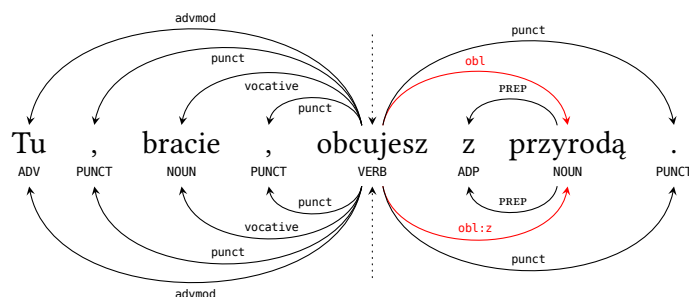 advmod
punct
punct
obl
vocative
PREP
punct
Tu , bracie , obcujesz z przyrodą .
ADV PUNCT NOUN PUNCT VERB ADP NOUN PUNCT
punct
PREP
vocative
obl:z
punct
punct
advmod